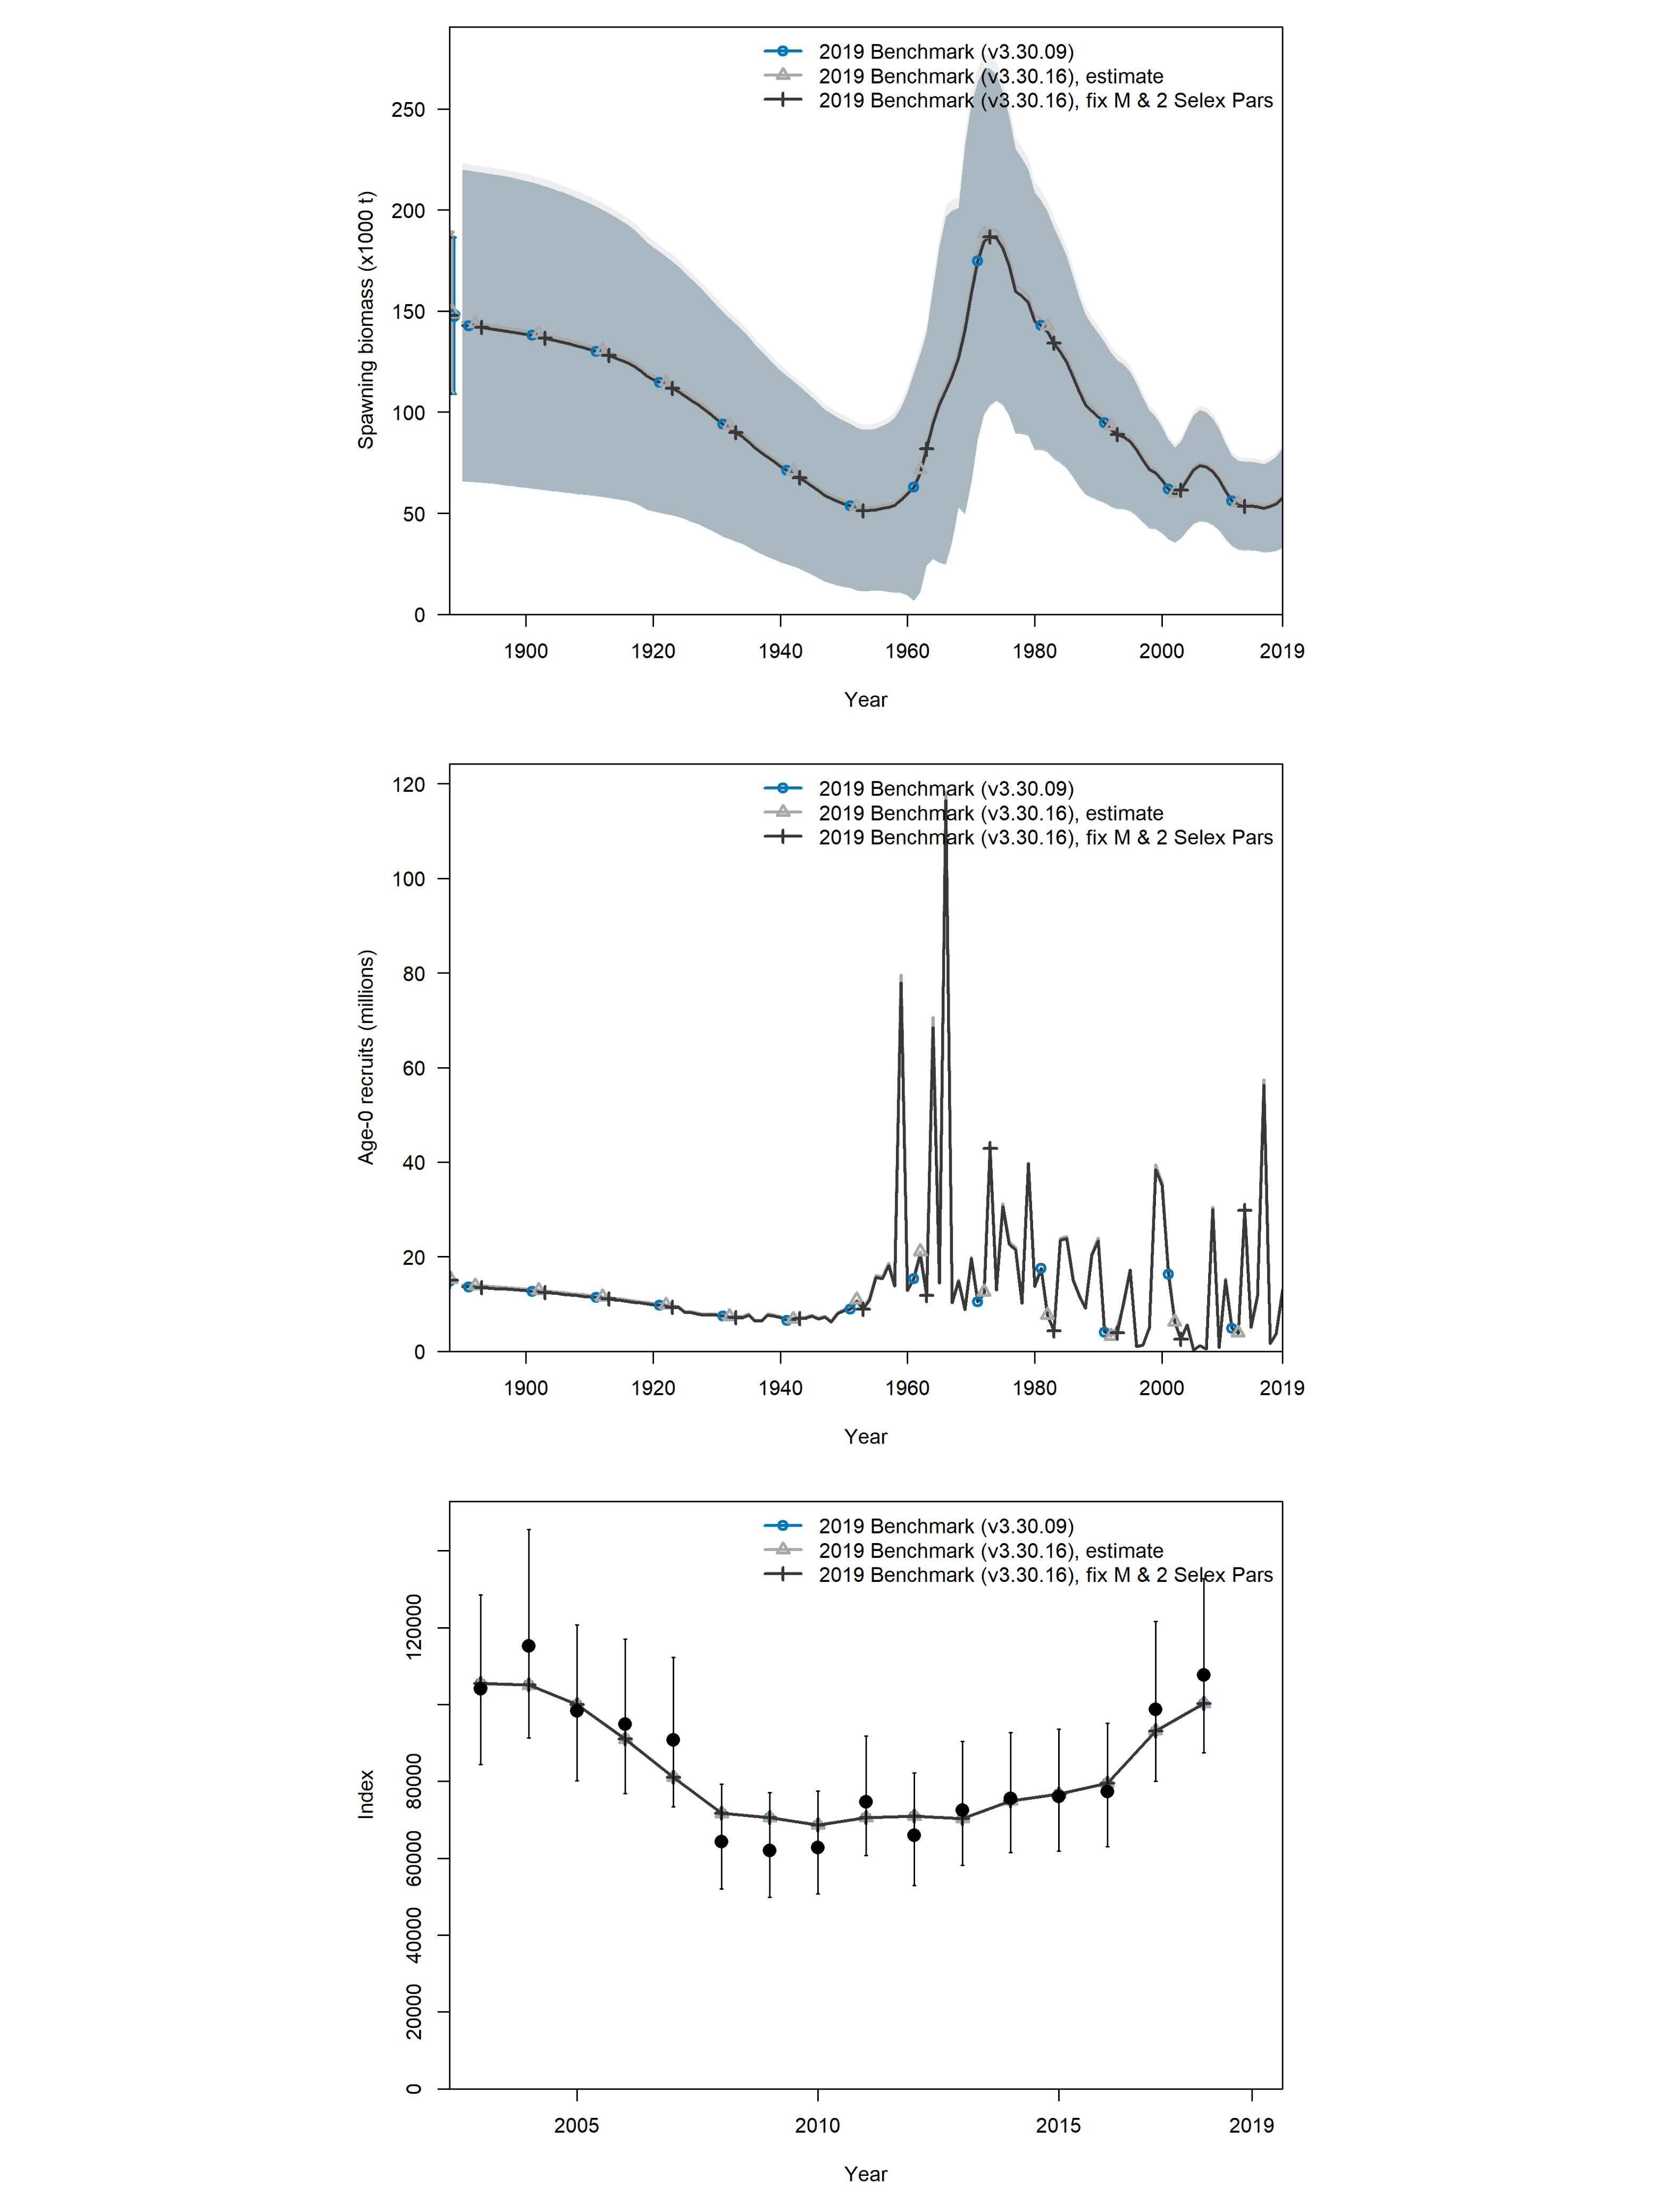 2019 Benchmark (v3.30.09)
2019 Benchmark (v3.30.16), estimate
2019 Benchmark (v3.30.16), fix M & 2 Selex Pars
Spawning biomass (x1000 t)
250
200
150
100
50
0
1900 1920 1940 1960 1980 2000 2019
Year
2019 Benchmark (v3.30.09)
2019 Benchmark (v3.30.16), estimate
2019 Benchmark (v3.30.16), fix M & 2 Selex Pars
Age-0 recruits (millions)
120
100
80
60
40
20
0
1900 1920 1940 1960 1980 2000 2019
Year
2019 Benchmark (v3.30.09)
2019 Benchmark (v3.30.16), estimate
2019 Benchmark (v3.30.16), fix M & 2 Selex Pars
Index
120000
80000
60000
40000
20000
0
2005 2010 2015 2019
Year